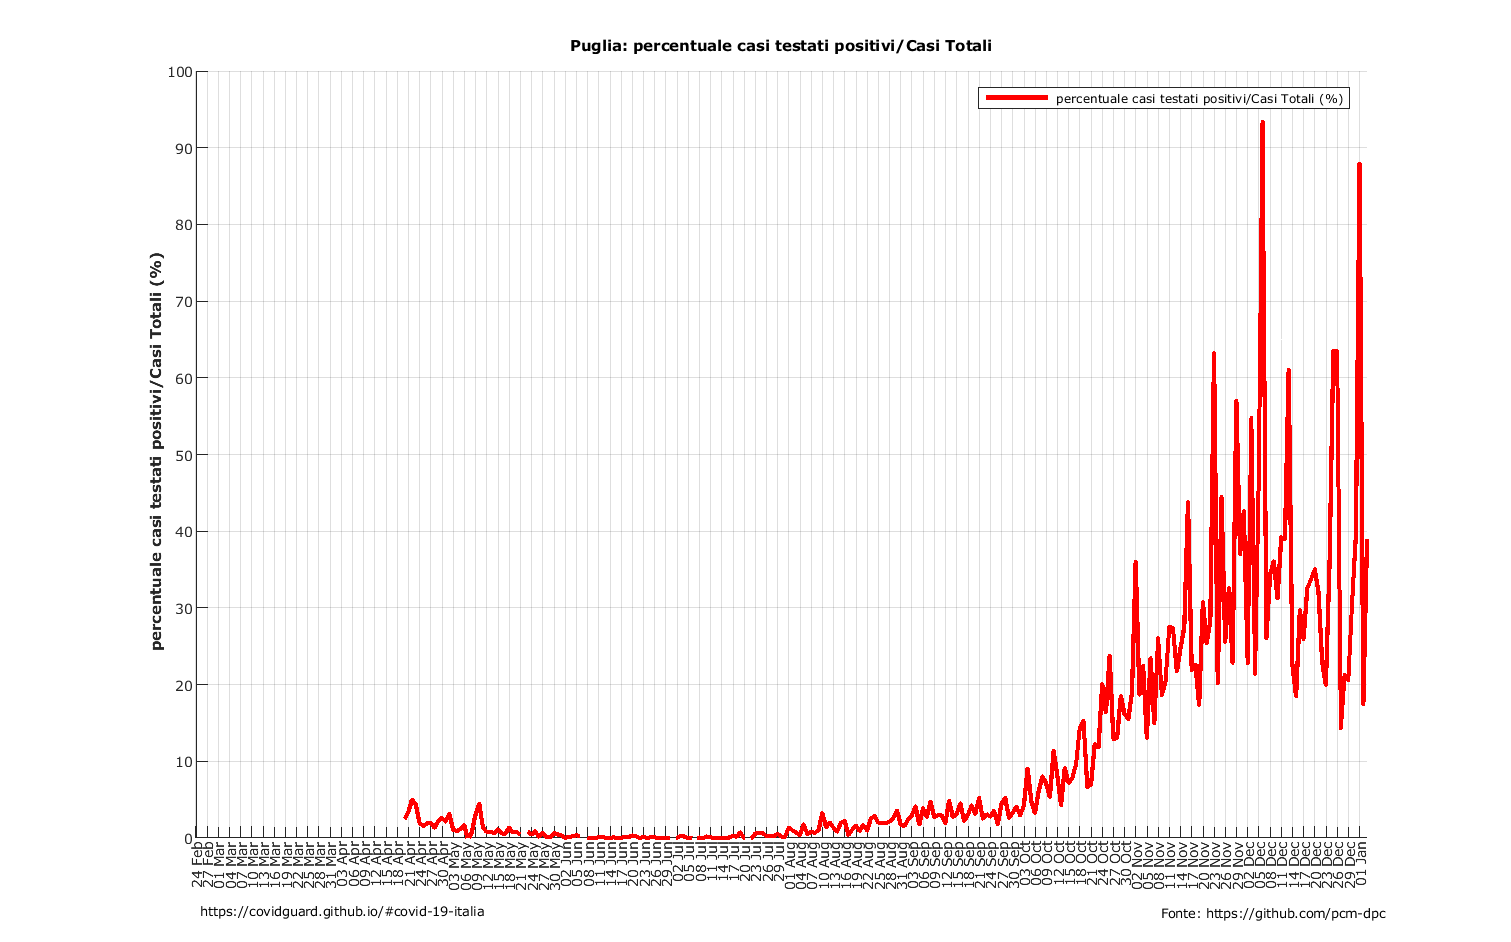 Puglia: percentuale casi testati positivi/Casi Totali
percentuale casi testati positivi/Casi Totali (%)
percentuale casi testati positivi/Casi Totali (%)
100
90
80
70
60
50
40
30
20
10
0
24 Feb
27 Feb
01 Mar
04 Mar
07 Mar
10 Mar
13 Mar
16 Mar
19 Mar
22 Mar
25 Mar
28 Mar
31 Mar
03 Apr
06 Apr
09 Apr
12 Apr
15 Apr
18 Apr
21 Apr
24 Apr
27 Apr
30 Apr
03 May
06 May
09 May
12 May
15 May
18 May
21 May
24 May
27 May
30 May
02 Jun
05 Jun
08 Jun
11 Jun
14 Jun
17 Jun
20 Jun
23 Jun
26 Jun
29 Jun
02 Jul
05 Jul
08 Jul
11 Jul
14 Jul
17 Jul
20 Jul
23 Jul
26 Jul
29 Jul
01 Aug
04 Aug
07 Aug
10 Aug
13 Aug
16 Aug
19 Aug
22 Aug
25 Aug
28 Aug
31 Aug
03 Sep
06 Sep
09 Sep
12 Sep
15 Sep
18 Sep
21 Sep
24 Sep
27 Sep
30 Sep
03 Oct
06 Oct
09 Oct
12 Oct
15 Oct
18 Oct
21 Oct
24 Oct
27 Oct
30 Oct
02 Nov
05 Nov
08 Nov
11 Nov
14 Nov
17 Nov
20 Nov
23 Nov
26 Nov
29 Nov
02 Dec
05 Dec
08 Dec
11 Dec
14 Dec
17 Dec
20 Dec
23 Dec
26 Dec
29 Dec
01 Jan
https://covidguard.github.io/#covid-19-italia
Fonte: https://github.com/pcm-dpc